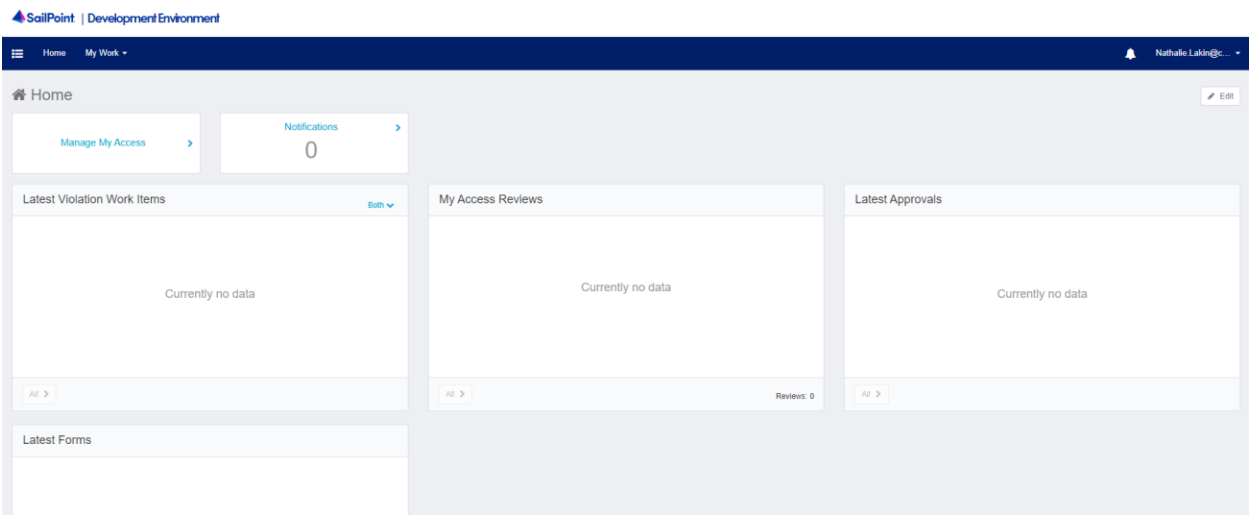 SailPoint | Development Environment
Home My Work Nathalie.Lakin@c...
Home Edit
Manage My Access
Notifications
0
Latest Violation Work Items Both
Currently no data
All
My Access Reviews
Currently no data
All Reviews: 0
Latest Approvals
Currently no data
All
Latest Forms